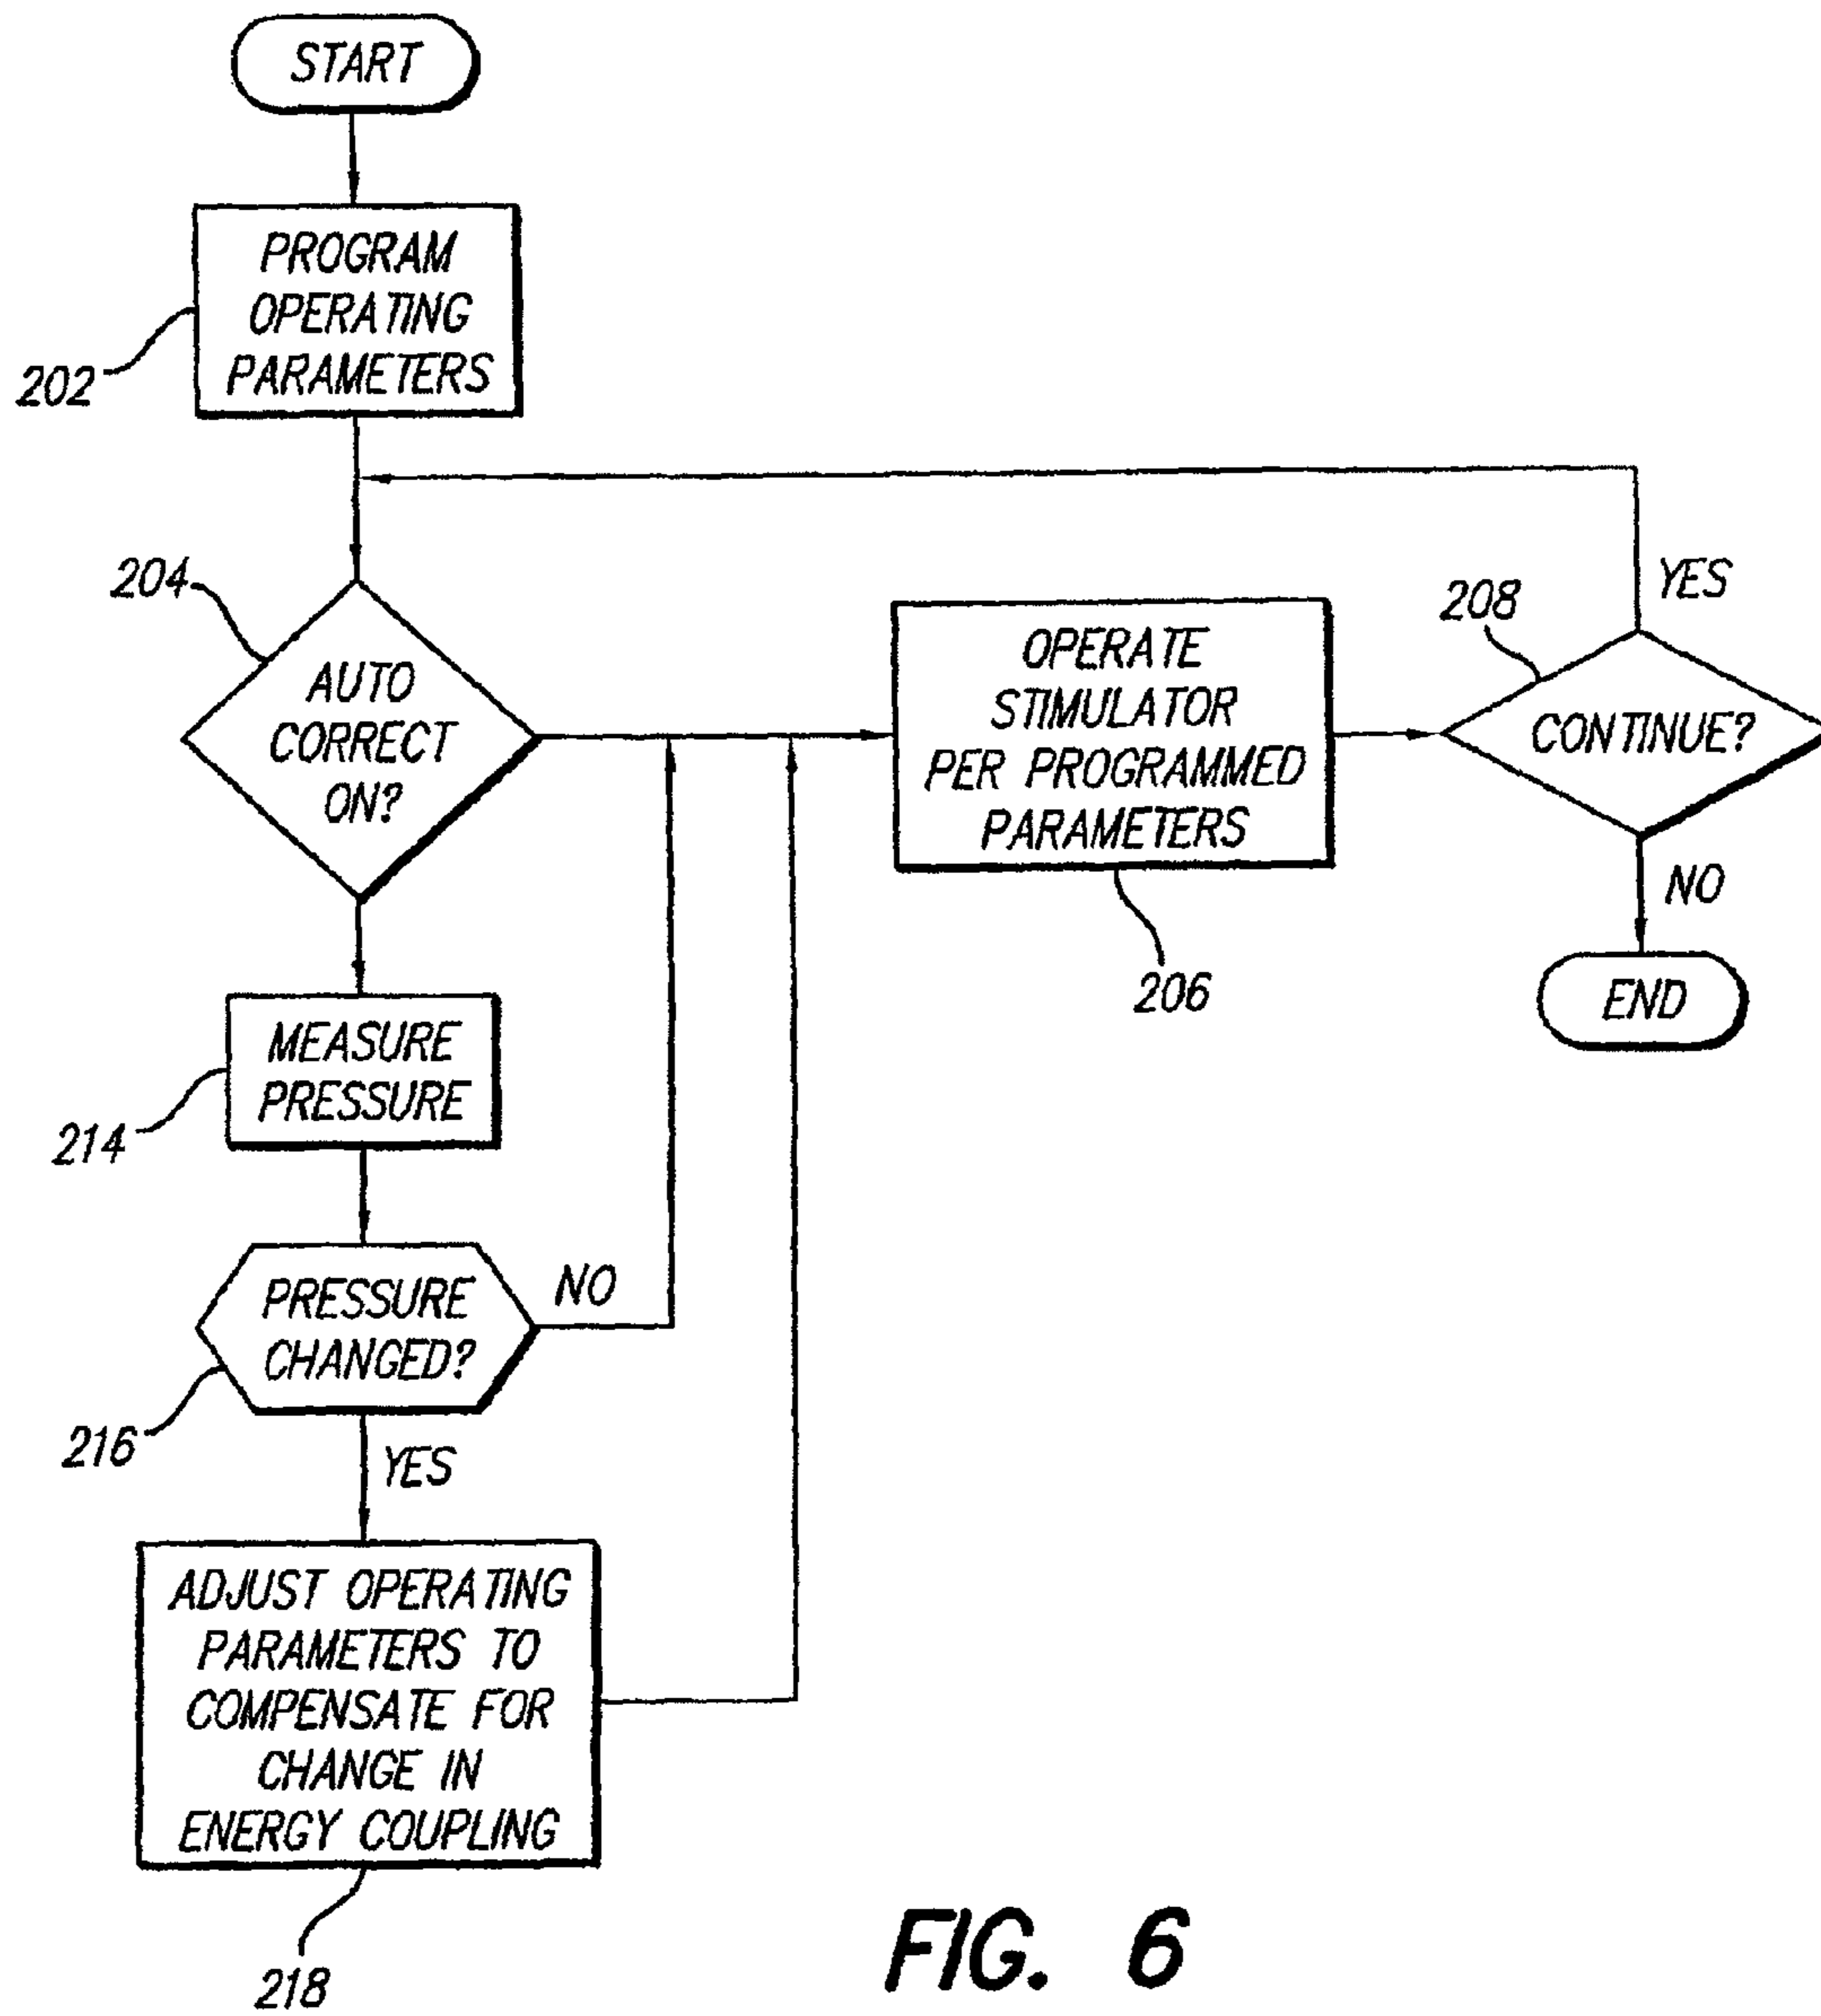 START
PROGRAM
OPERATING
PARAMETERS
202
204
AUTO
CORRECT
ON?
OPERATE
STIMULATOR
PER PROGRAMMED
PARAMETERS
206
208
CONTINUE?
YES
NO
END
MEASURE
PRESSURE
214
PRESSURE
CHANGED?
NO
216
YES
ADJUST OPERATING
PARAMETERS TO
COMPENSATE FOR
CHANGE IN
ENERGY COUPLING
218
FIG. 6